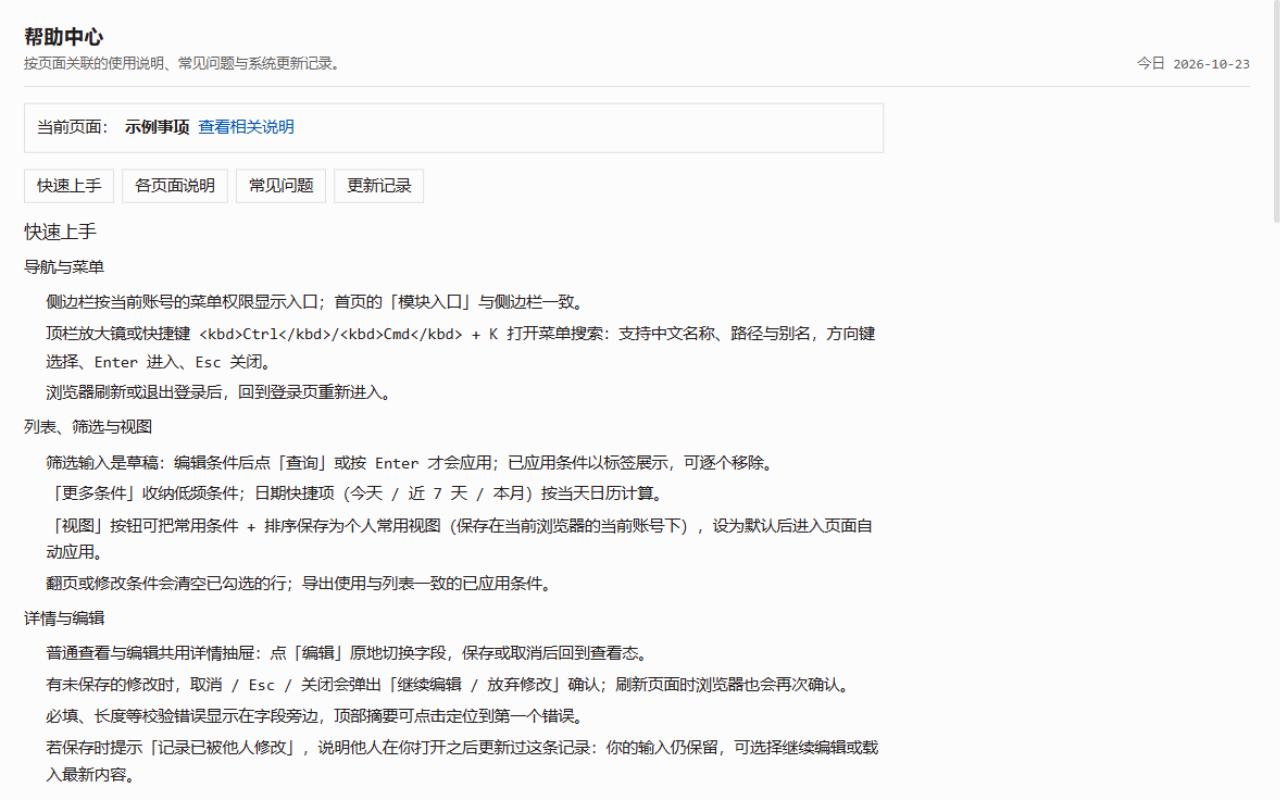 帮助中心
按页面关联的使用说明、常见问题与系统更新记录。
今日 2026-10-23
当前页面： 示例事项 查看相关说明
快速上手 各页面说明 常见问题 更新记录
快速上手
导航与菜单
侧边栏按当前账号的菜单权限显示入口；首页的「模块入口」与侧边栏一致。
顶栏放大镜或快捷键 <kbd>Ctrl</kbd>/<kbd>Cmd</kbd> + K 打开菜单搜索：支持中文名称、路径与别名，方向键
选择、Enter 进入、Esc 关闭。
浏览器刷新或退出登录后，回到登录页重新进入。
列表、筛选与视图
筛选输入是草稿：编辑条件后点「查询」或按 Enter 才会应用；已应用条件以标签展示，可逐个移除。
「更多条件」收纳低频条件；日期快捷项（今天 / 近 7 天 / 本月）按当天日历计算。
「视图」按钮可把常用条件 + 排序保存为个人常用视图（保存在当前浏览器的当前账号下），设为默认后进入页面自
动应用。
翻页或修改条件会清空已勾选的行；导出使用与列表一致的已应用条件。
详情与编辑
普通查看与编辑共用详情抽屉：点「编辑」原地切换字段，保存或取消后回到查看态。
有未保存的修改时，取消 / Esc / 关闭会弹出「继续编辑 / 放弃修改」确认；刷新页面时浏览器也会再次确认。
必填、长度等校验错误显示在字段旁边，顶部摘要可点击定位到第一个错误。
若保存时提示「记录已被他人修改」，说明他人在你打开之后更新过这条记录：你的输入仍保留，可选择继续编辑或载
入最新内容。